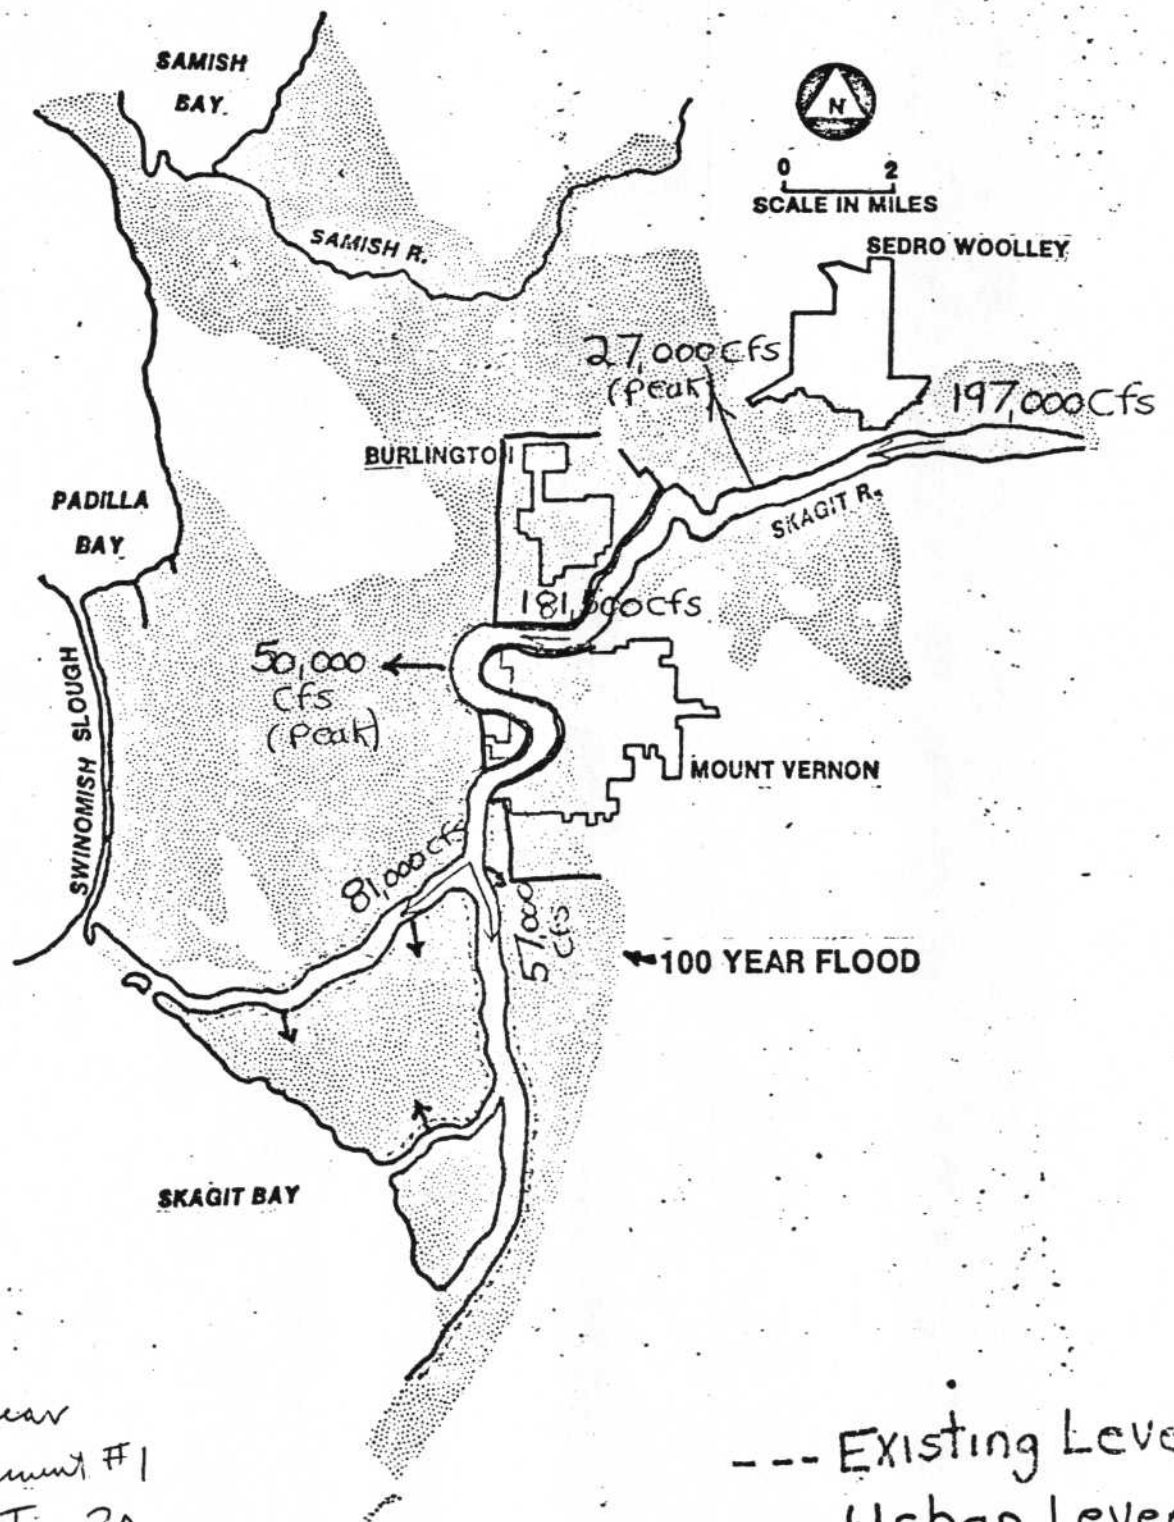 SAMISH
BAY
N
0 2
SCALE IN MILES
SEDRO WOOLLEY
SAMISH R.
27,000 cfs
(peak)
197,000 cfs
BURLINGTON
PADILLA
BAY
SKAGIT R.
181,500 cfs
50,000
cfs
(peak)
SWINOMISH SLOUGH
MOUNT VERNON
81,000 cfs
57,000
cfs
100 YEAR FLOOD
SKAGIT BAY
#1
--- Existing
Urban